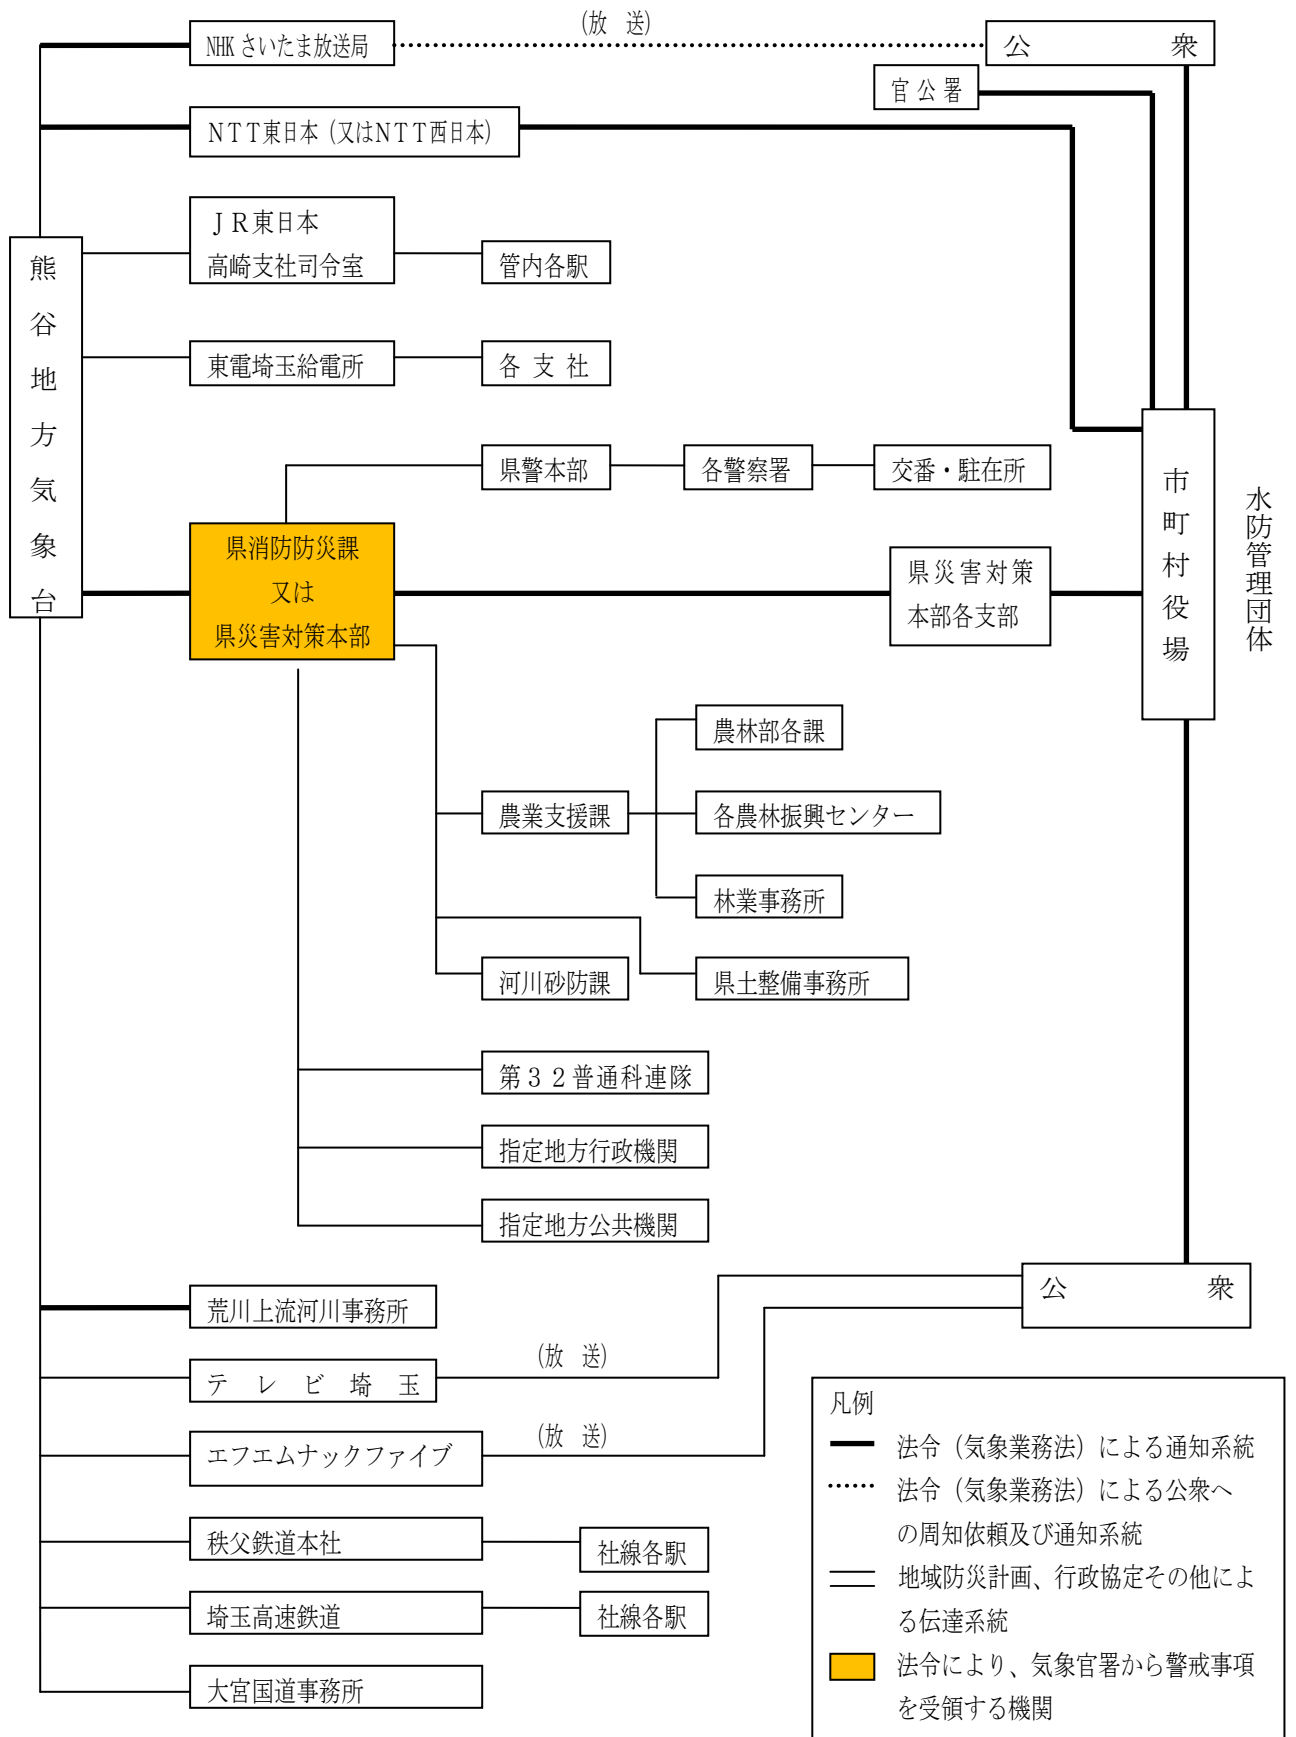 (放 送)
NHK さいたま放送局
公 衆
官公署
NTT東日本（又はNTT西日本）
JR東日本
高崎支社司令室
管内各駅
熊谷地方気象台
東電埼玉給電所
各支社
県警本部
各警察署
交番・駐在所
市町村役場
水防管理団体
県消防防災課
又は
県災害対策本部
県災害対策
本部各支部
農林部各課
農業支援課
各農林振興センター
林業事務所
河川砂防課
県土整備事務所
第３２普通科連隊
指定地方行政機関
指定地方公共機関
公 衆
荒川上流河川事務所
(放 送)
テレビ埼玉
(放 送)
エフエムナックファイブ
秩父鉄道本社
社線各駅
埼玉高速鉄道
社線各駅
大宮国道事務所
凡例
法令（気象業務法）による通知系統
法令（気象業務法）による公衆へ
の周知依頼及び通知系統
地域防災計画、行政協定その他によ
る伝達系統
法令により、気象官署から警戒事項
を受領する機関